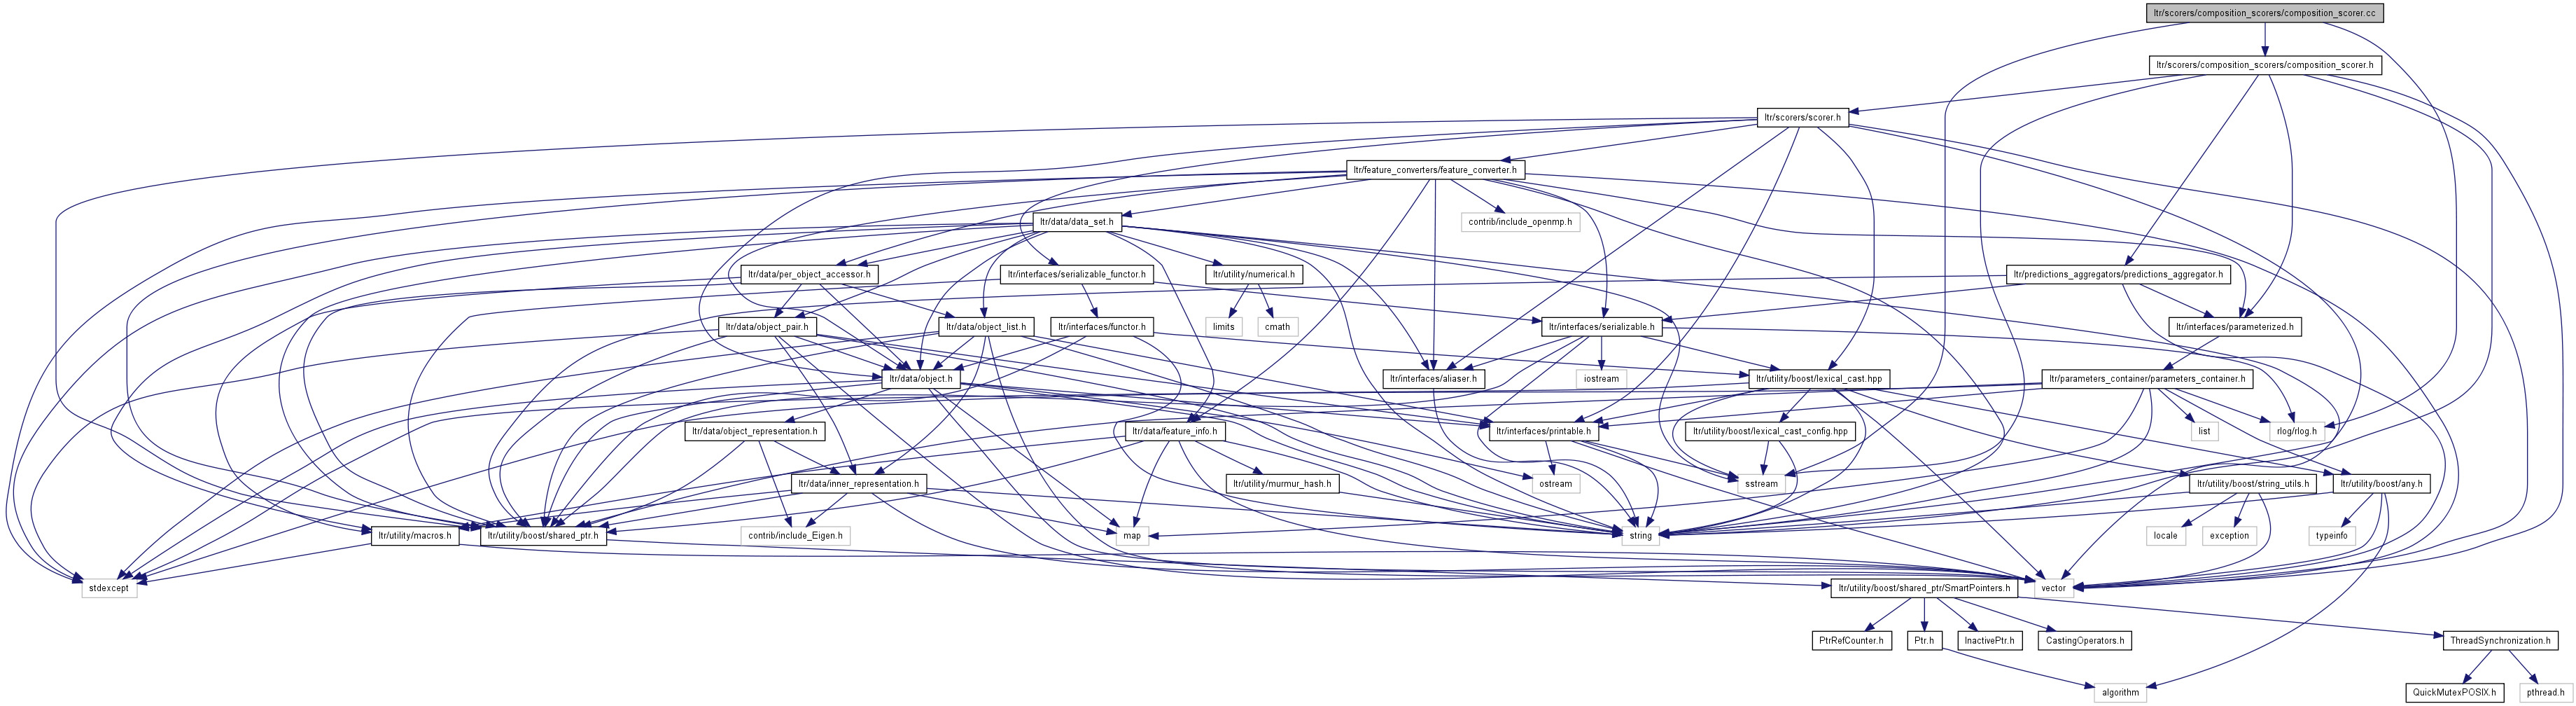 ltr/scorers/composition_scorers/composition_scorer.cc
ltr/scorers/composition_scorers/composition_scorer.h
ltr/scorers/scorer.h
ltr/feature_converters/feature_converter.h
ltr/data/data_set.h
contrib/include_openmp.h
ltr/data/per_object_accessor.h
ltr/interfaces/serializable_functor.h
ltr/utility/numerical.h
ltr/predictions_aggregators/predictions_aggregator.h
ltr/data/object_pair.h
ltr/data/object_list.h
ltr/interfaces/functor.h
limits
cmath
ltr/interfaces/serializable.h
ltr/interfaces/parameterized.h
ltr/data/object.h
ltr/interfaces/aliaser.h
iostream
ltr/utility/boost/lexical_cast.hpp
ltr/parameters_container/parameters_container.h
ltr/data/object_representation.h
ltr/data/feature_info.h
ltr/interfaces/printable.h
ltr/utility/boost/lexical_cast_config.hpp
list
rlog/rlog.h
ltr/data/inner_representation.h
ltr/utility/murmur_hash.h
ostream
sstream
ltr/utility/boost/string_utils.h
ltr/utility/boost/any.h
ltr/utility/macros.h
ltr/utility/boost/shared_ptr.h
contrib/include_Eigen.h
map
string
locale
exception
typeinfo
stdexcept
ltr/utility/boost/shared_ptr/SmartPointers.h
vector
PtrRefCounter.h
Ptr.h
InactivePtr.h
CastingOperators.h
ThreadSynchronization.h
algorithm
QuickMutexPOSIX.h
pthread.h